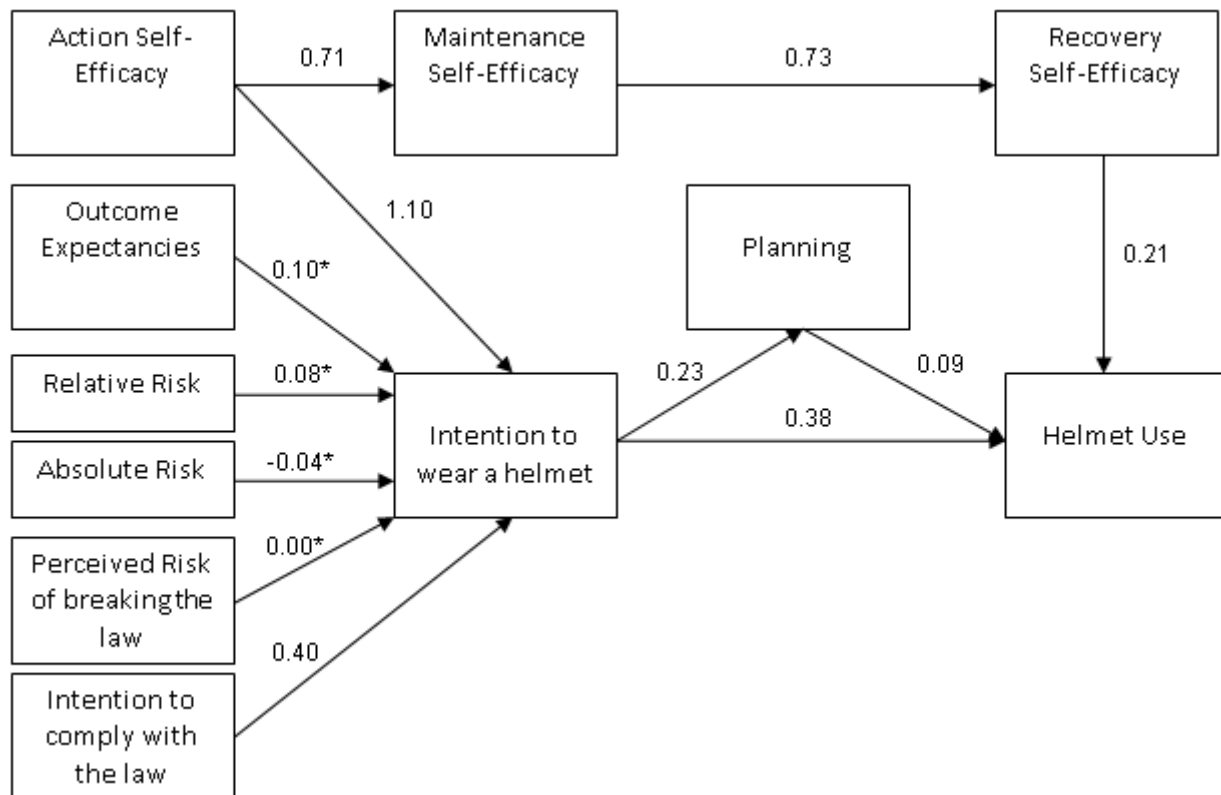 Action Self-
Efficacy
0.71
Maintenance
Self-Efficacy
0.73
Recovery
Self-Efficacy
1.10
0.21
Outcome
Expectancies
0.10*
Planning
Relative Risk
0.08*
0.23
0.09
Absolute Risk
-0.04*
Intention to
wear a helmet
0.38
Helmet Use
Perceived Risk
of breaking the
law
0.00*
Intention to
comply with
the law
0.40